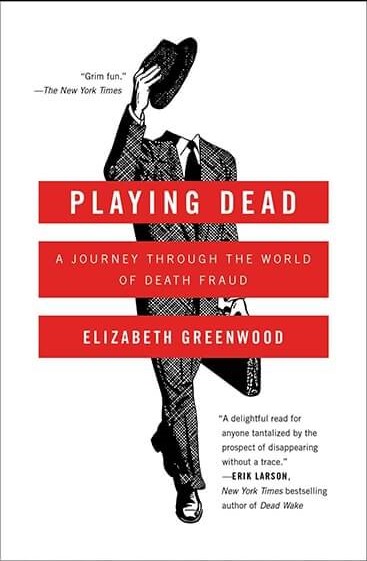 “Grim fun.”
—The New York Times
PLAYING DEAD
A JOURNEY THROUGH THE WORLD
OF DEATH FRAUD
ELIZABETH GREENWOOD
“A delightful read for
anyone tantalized by the
prospect of disappearing
without a trace.”
—ERIK LARSON,
New York Times bestselling
author of Dead Wake